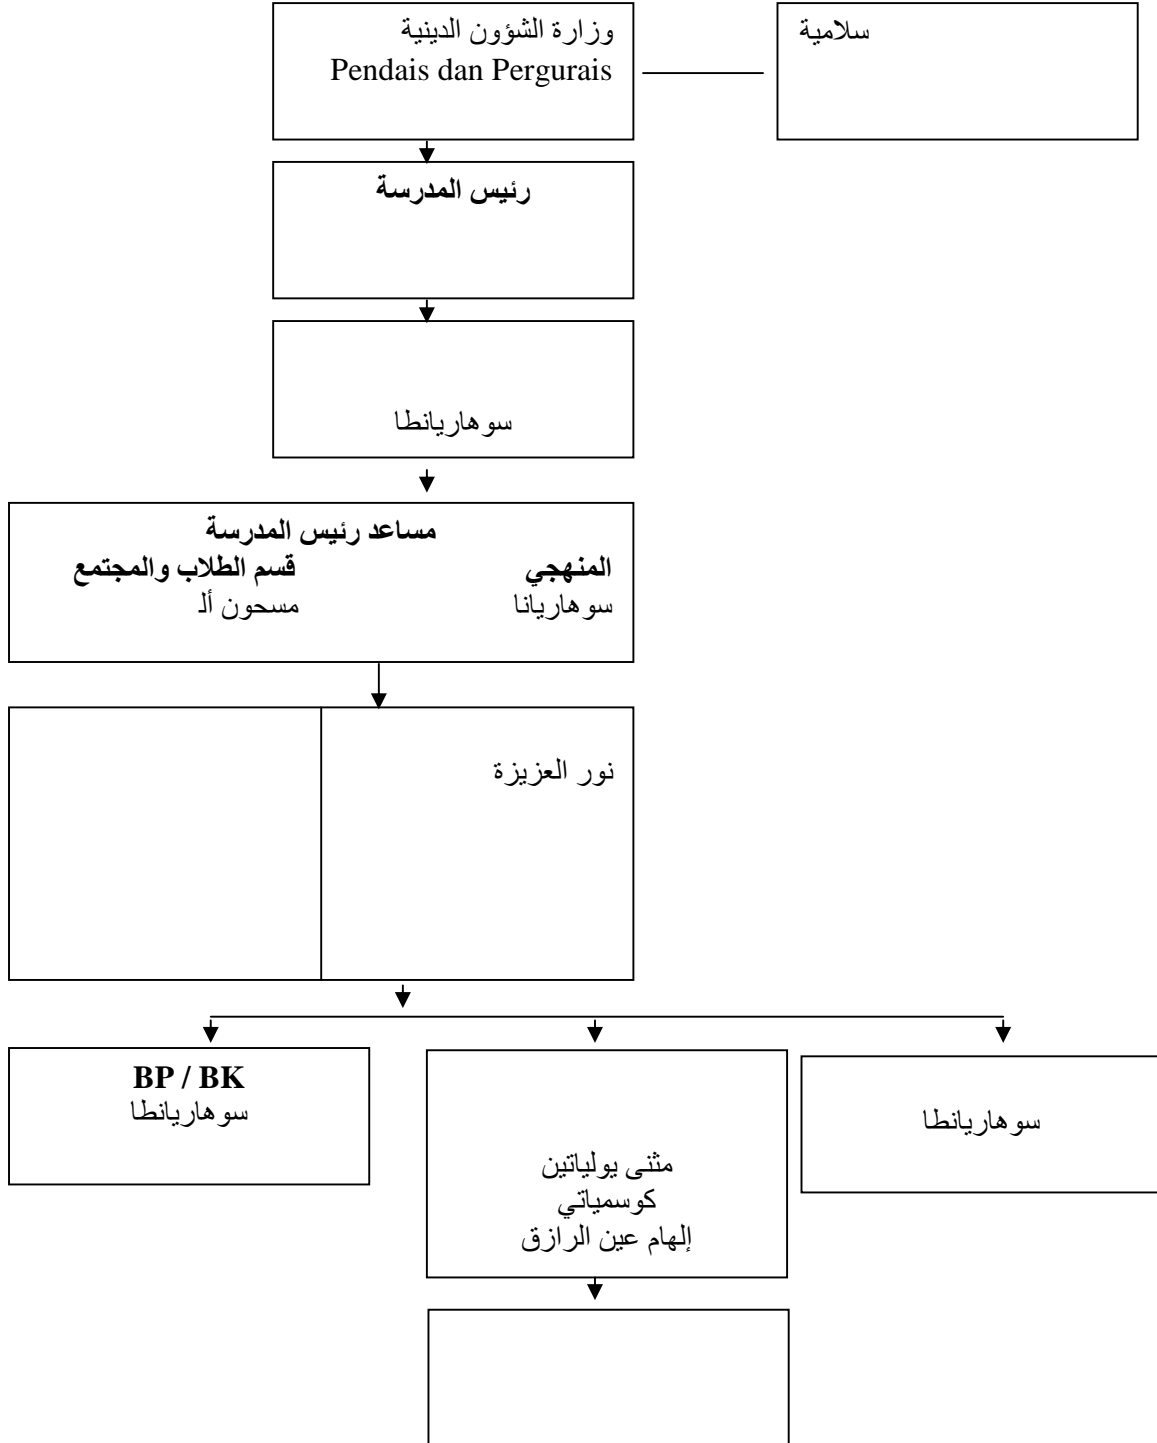 وزارة الشؤون الدينية
Pendais dan Pergurais
سلامية
رئيس المدرسة
سوهاريانطا
مساعد رئيس المدرسة
المنهجي
قسم الطلاب والمجتمع
سوهاريانا
مسحون ألـ
نور العزيزة
BP / BK
سوهاريانطا
مثنى يولياتين
كوسمياتي
إلهام عين الرازق
سوهاريانطا